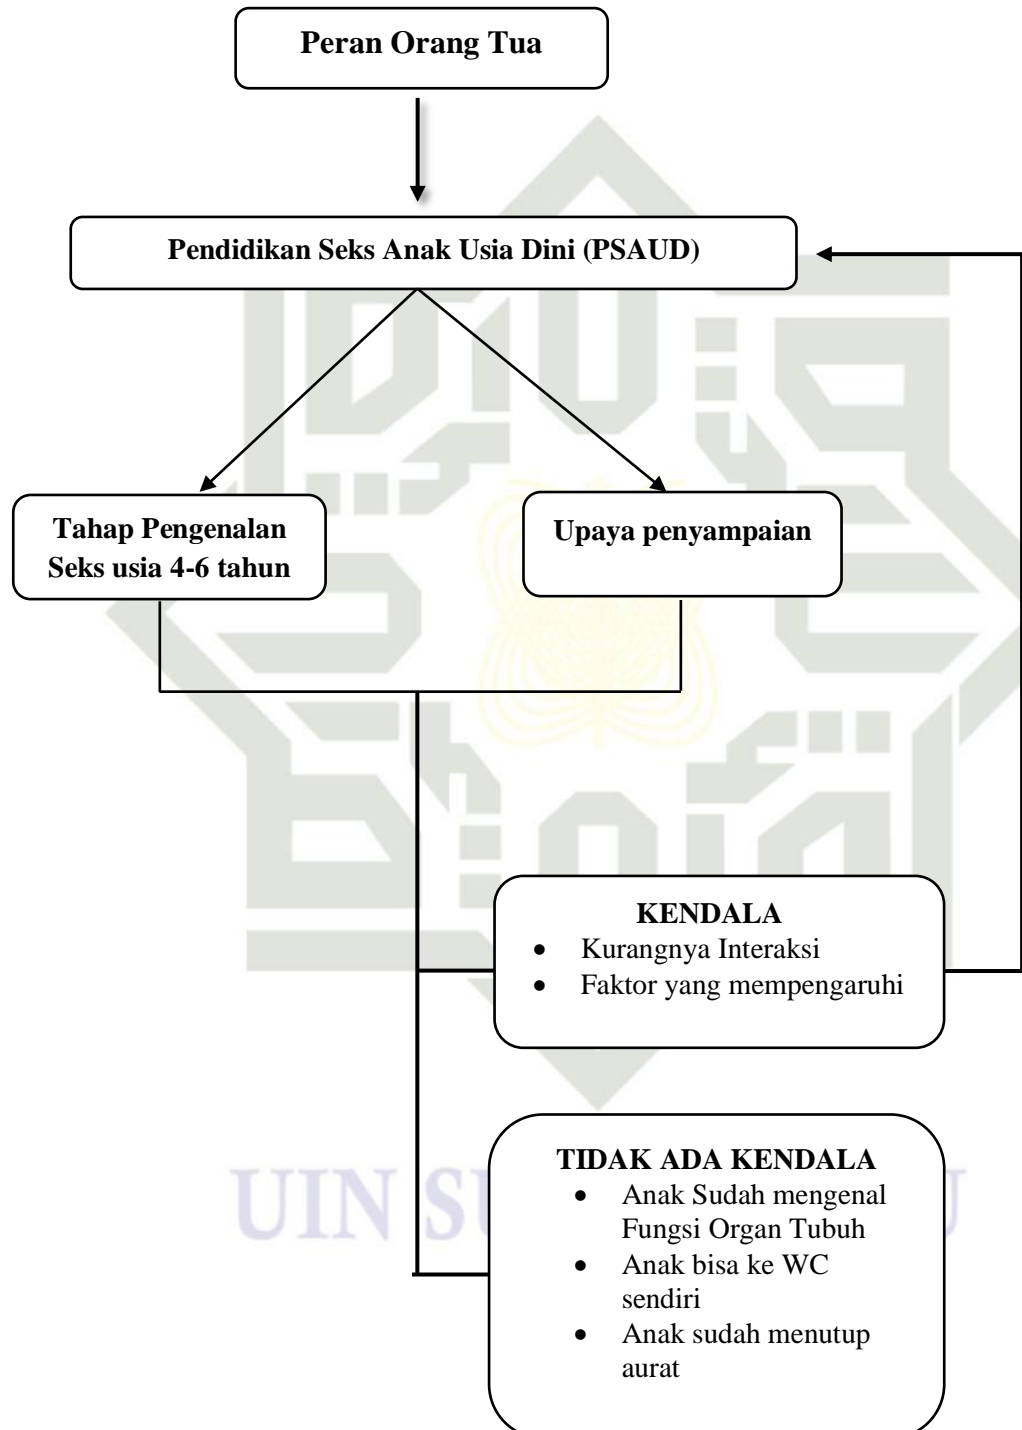 Peran Orang Tua
Pendidikan Seks Anak Usia Dini (PSAUD)
Tahap Pengenalan
Seks usia 4-6 tahun
Upaya penyampaian
KENDALA
• Kurangnya Interaksi
• Faktor yang mempengaruhi
TIDAK ADA KENDALA
• Anak Sudah mengenal
Fungsi Organ Tubuh
• Anak bisa ke WC
sendiri
• Anak sudah menutup
aurat
UIN